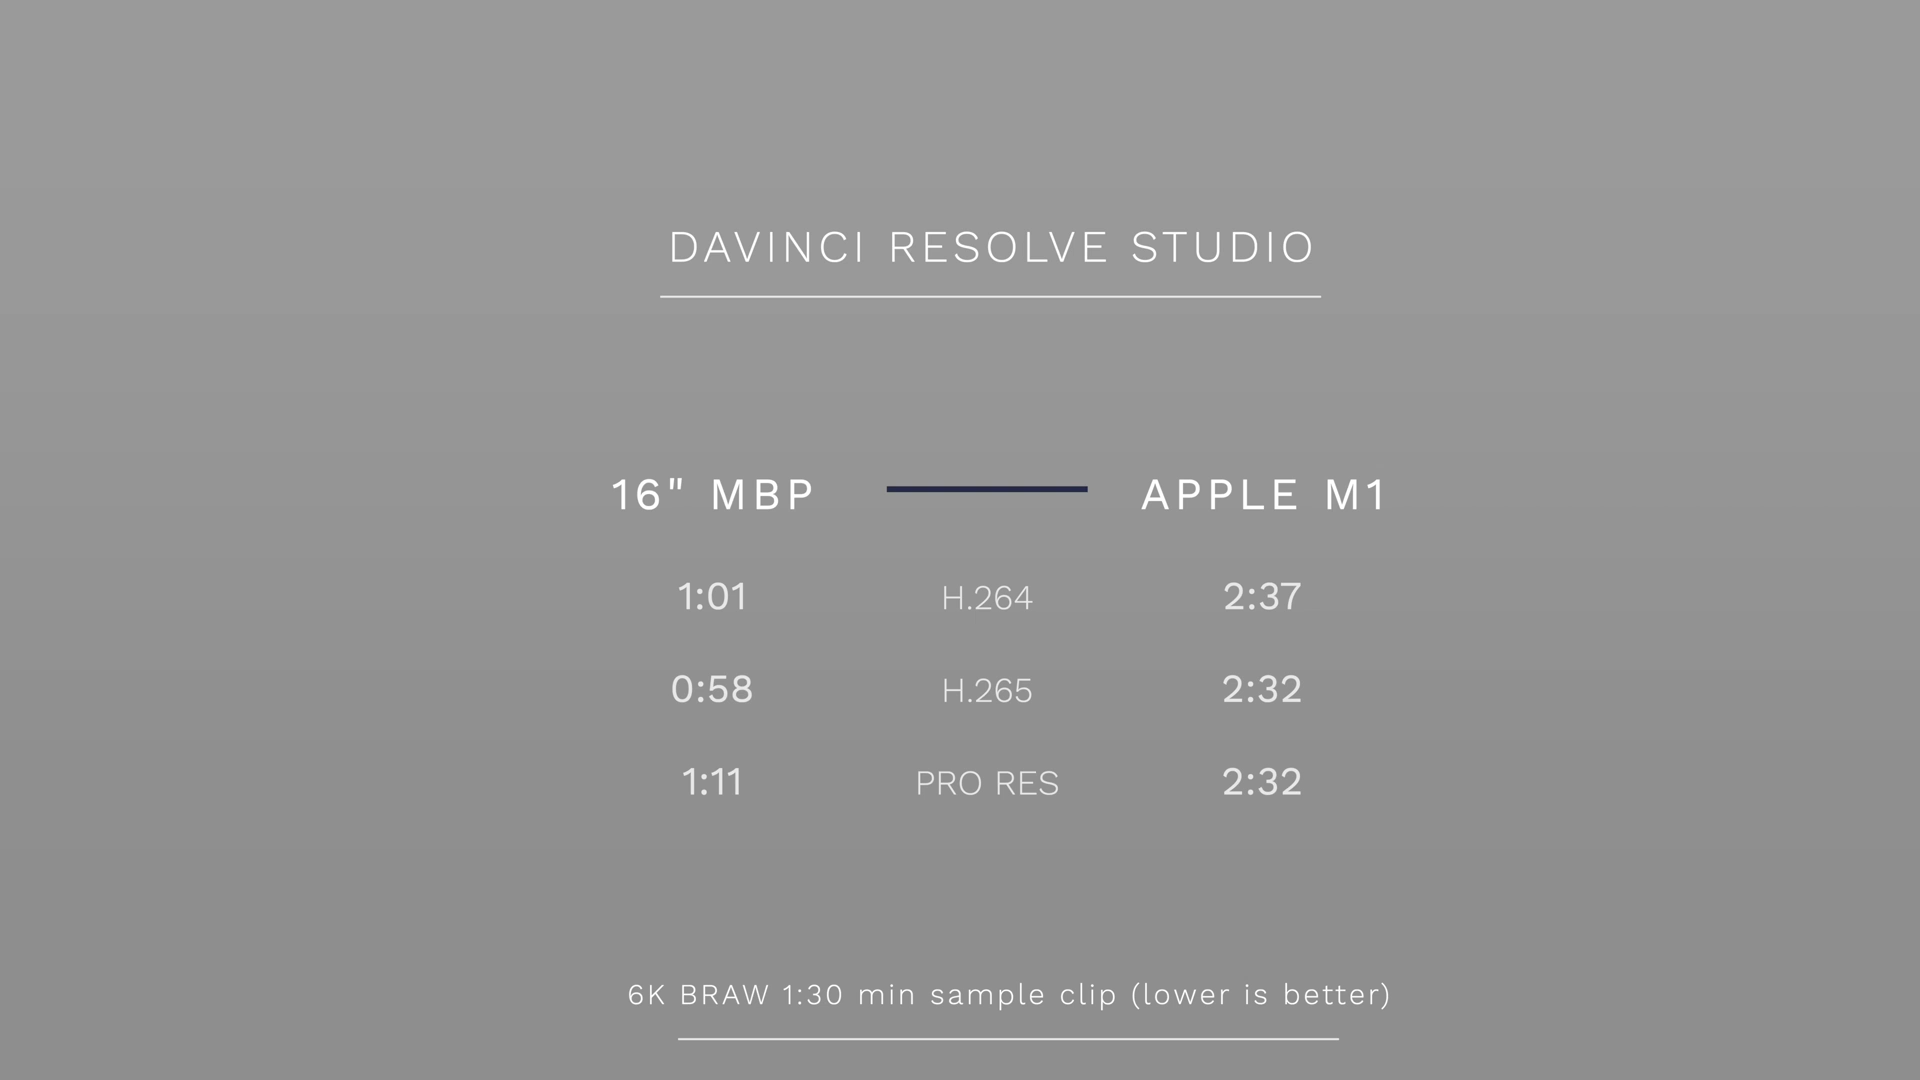 DAVINCI RESOLVE STUDIO
16" MBP APPLE M1
1:01 H.264 2:37
0:58 H.265 2:32
1:11 PRO RES 2:32
6K BRAW 1:30 min sample clip (lower is better)